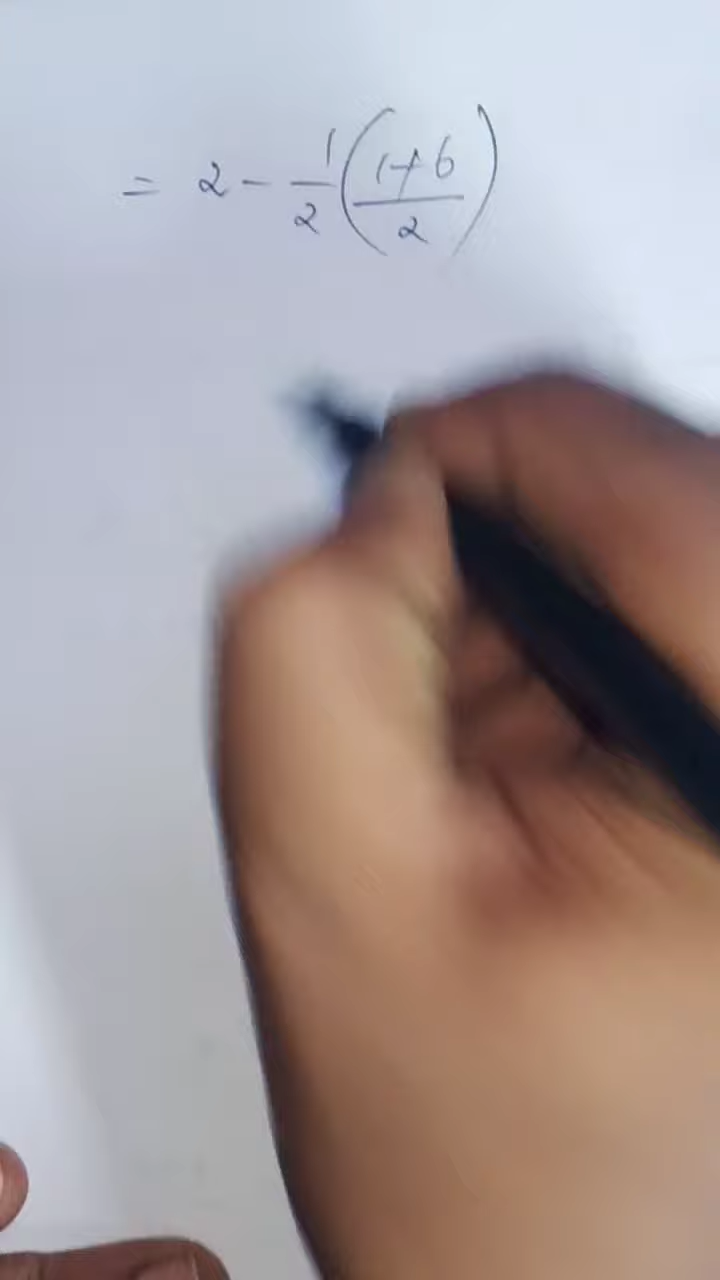 = 2 - 1/2 ((1+6)/2)